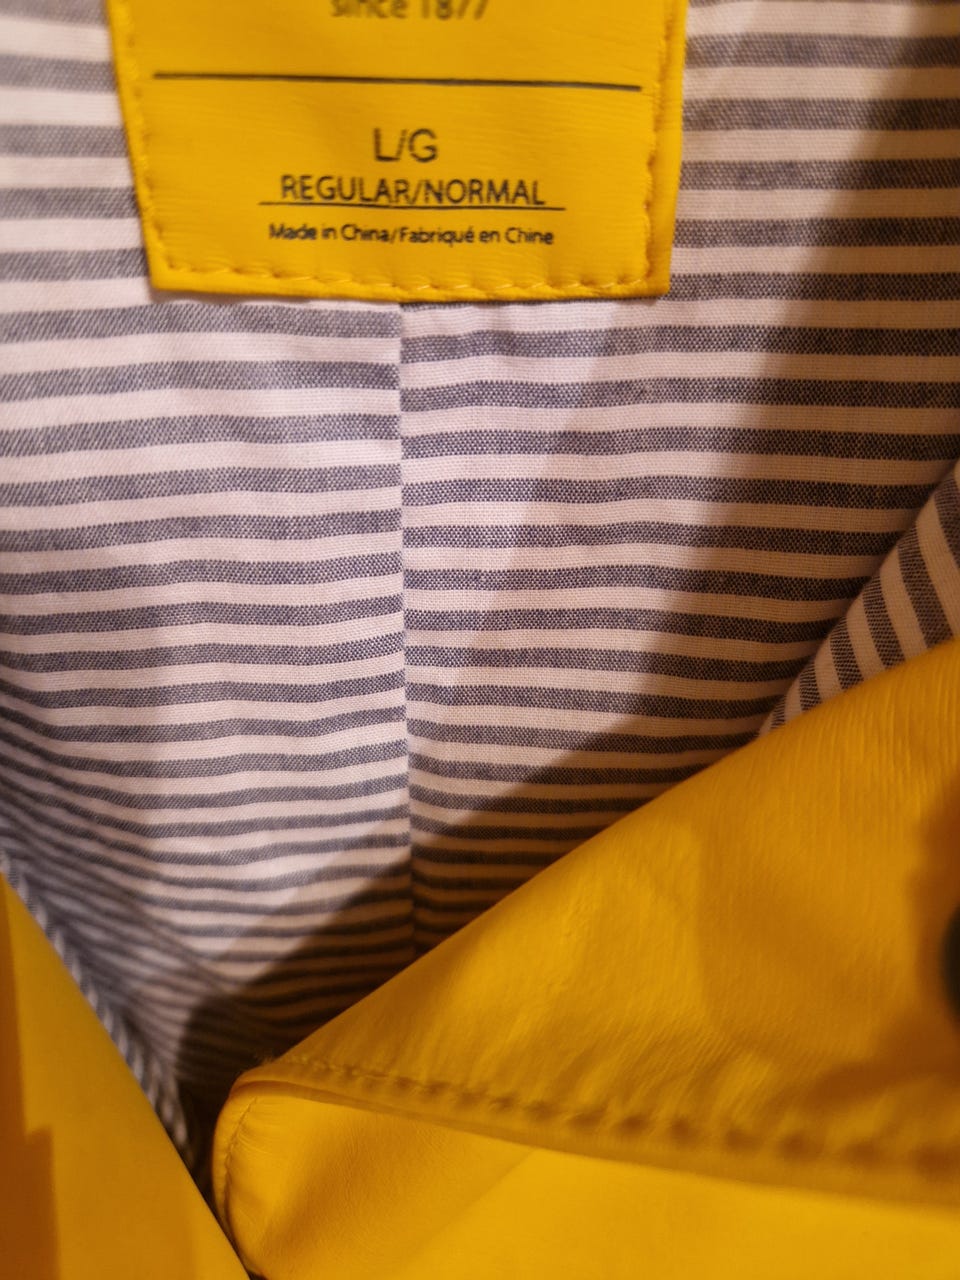 since 1877
L/G
REGULAR/NORMAL
Made in China/Fabriqué en Chine